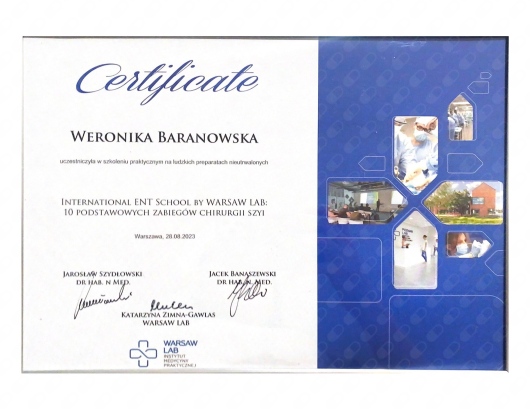 Certificate
WERONIKA BARANOWSKA
uczestniczyła w szkoleniu praktycznym na ludzkich preparatach nieutrwalonych
INTERNATIONAL ENT SCHOOL BY WARSAW LAB:
10 PODSTAWOWYCH ZABIEGÓW CHIRURGII SZYI
Warszawa, 28.08.2023
JAROSŁAW SZYDŁOWSKI
DR HAB. N MED.
JACEK BANASZEWSKI
DR HAB. N. MED.
KATARZYNA ZIMNA-GAWLAS
WARSAW LAB
WARSAW
LAB
INSTYTUT
MEDYCYNY
PRAKTYCZNEJ